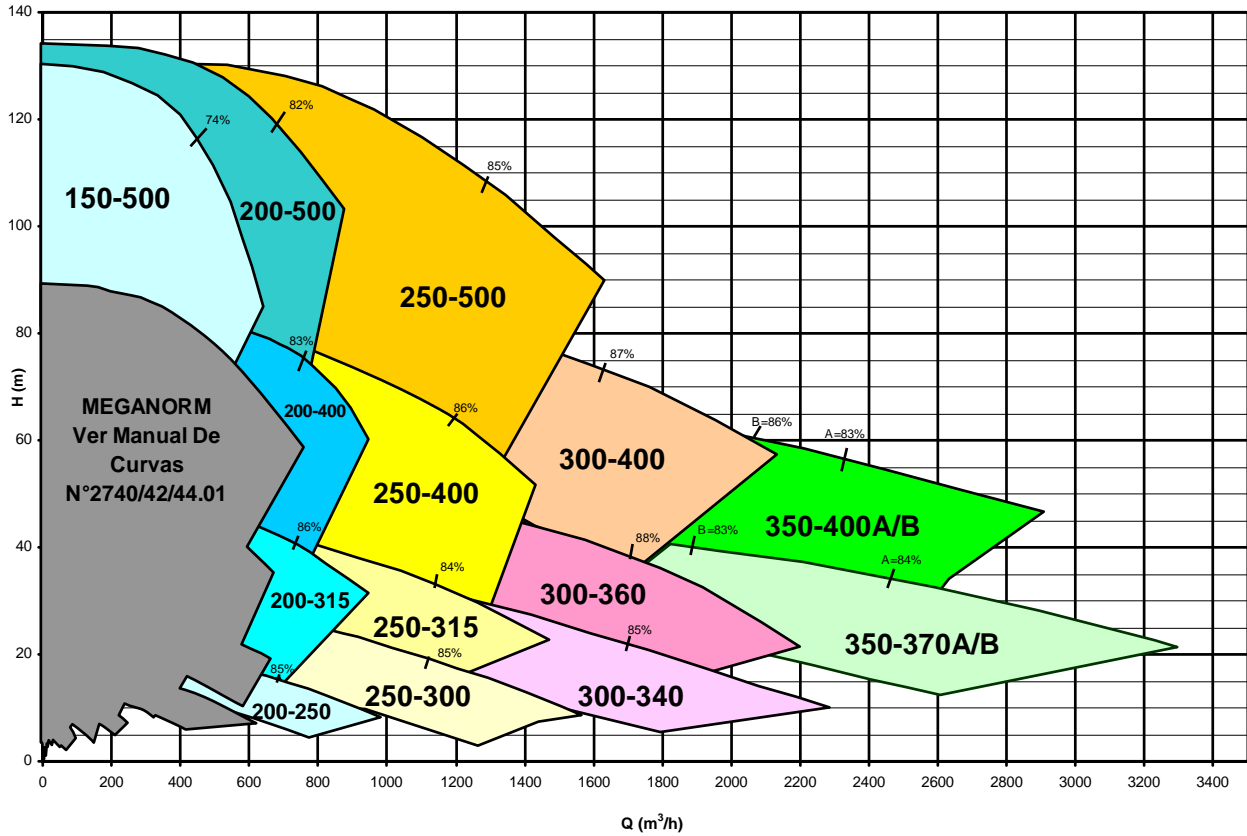 140
120
100
80
60
40
20
0
H (m)
74%
82%
85%
150-500
200-500
250-500
83%
87%
86%
B=86%
A=83%
MEGANORM
Ver Manual De
Curvas
N°2740/42/44.01
200-400
250-400
300-400
350-400A/B
86%
88%
B=83%
84%
A=84%
200-315
250-315
300-360
350-370A/B
85%
85%
85%
200-250
250-300
300-340
0 200 400 600 800 1000 1200 1400 1600 1800 2000 2200 2400 2600 2800 3000 3200 3400
Q (m³/h)